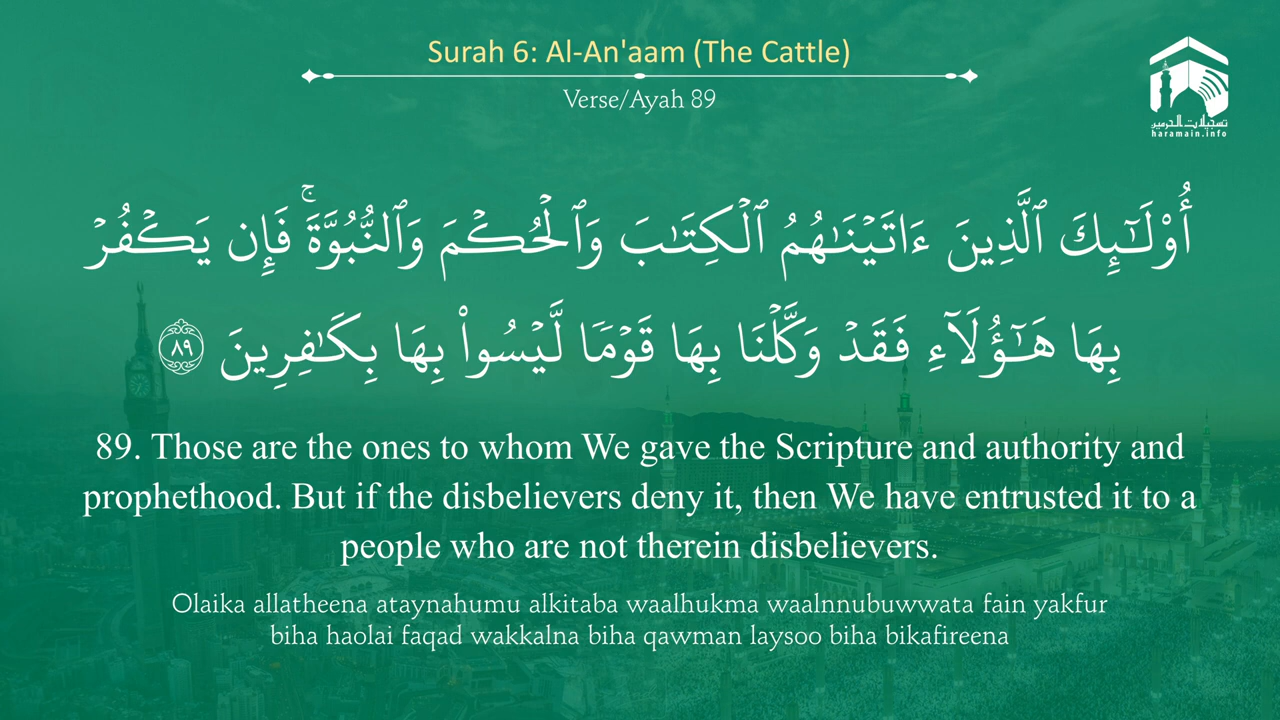 Surah 6: Al-An'aam (The Cattle)
Verse/Ayah 89
تسجيلات الحرمين
haramain.info
أُوْلَـٰٓئِكَ ٱلَّذِينَ ءَاتَيۡنَـٰهُمُ ٱلۡكِتَـٰبَ وَٱلۡحُكۡمَ وَٱلنُّبُوَّةَۚ فَإِن يَكۡفُرۡ
بِهَا هَـٰٓؤُلَآءِ فَقَدۡ وَكَّلۡنَا بِهَا قَوۡمٗا لَّيۡسُواْ بِهَا بِكَـٰفِرِينَ ٨٩
89. Those are the ones to whom We gave the Scripture and authority and
prophethood. But if the disbelievers deny it, then We have entrusted it to a
people who are not therein disbelievers.
Olaika allatheena ataynahumu alkitaba waalhukma waalnnubuwwata fain yakfur
biha haolai faqad wakkalna biha qawman laysoo biha bikafireena